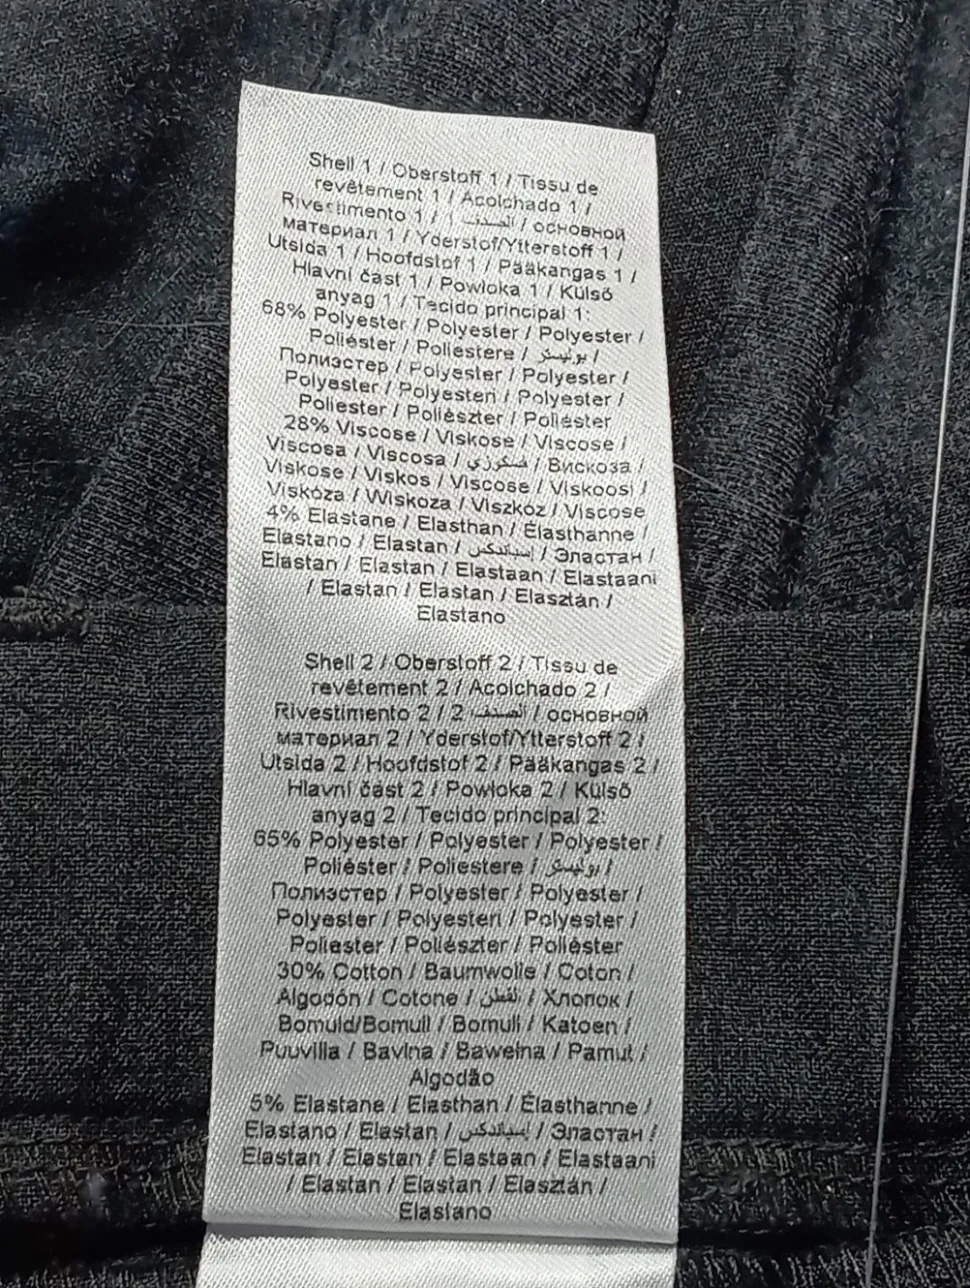 Shell 1 / Oberstoff 1 / Tissu de
revêtement 1 / Acolchado 1 /
Rivestimento 1 / 1 الصدف / основной
материал 1 / Yderstof/Ytterstoff 1 /
Utsida 1 / Hoofdstof 1 / Pääkangas 1 /
Hlavní část 1 / Powłoka 1 / Külső
anyag 1 / Tecido principal 1:
68% Polyester / Polyester / Polyester /
Poliéster / Poliestere / بوليستر /
Полиэстер / Polyester / Polyester /
Polyester / Polyesteri / Polyester /
Poliester / Poliészter / Poliéster
28% Viscose / Viskose / Viscose /
Viscosa / Viscosa / فسكوزي / Вискоза /
Viskose / Viskos / Viscose / Viskoosi /
Viskóza / Wiskoza / Viszkóz / Viscose
4% Elastane / Elasthan / Élasthanne /
Elastano / Elastan / إسباندكس / Эластан /
Elastan / Elastan / Elastaan / Elastaani
/ Elastan / Elastan / Elasztán /
Elastano
Shell 2 / Oberstoff 2 / Tissu de
revêtement 2 / Acolchado 2 /
Rivestimento 2 / 2 الصدف / основной
материал 2 / Yderstof/Ytterstoff 2 /
Utsida 2 / Hoofdstof 2 / Pääkangas 2 /
Hlavní část 2 / Powłoka 2 / Külső
anyag 2 / Tecido principal 2:
65% Polyester / Polyester / Polyester /
Poliéster / Poliestere / بوليستر /
Полиэстер / Polyester / Polyester /
Polyester / Polyesteri / Polyester /
Poliester / Poliészter / Poliéster
30% Cotton / Baumwolle / Coton /
Algodón / Cotone / القطن / Хлопок /
Bomuld/Bomull / Bomull / Katoen /
Puuvilla / Bavlna / Bawełna / Pamut /
Algodão
5% Elastane / Elasthan / Élasthanne /
Elastano / Elastan / إسباندكس / Эластан /
Elastan / Elastan / Elastaan / Elastaani
/ Elastan / Elastan / Elasztán /
Elastano